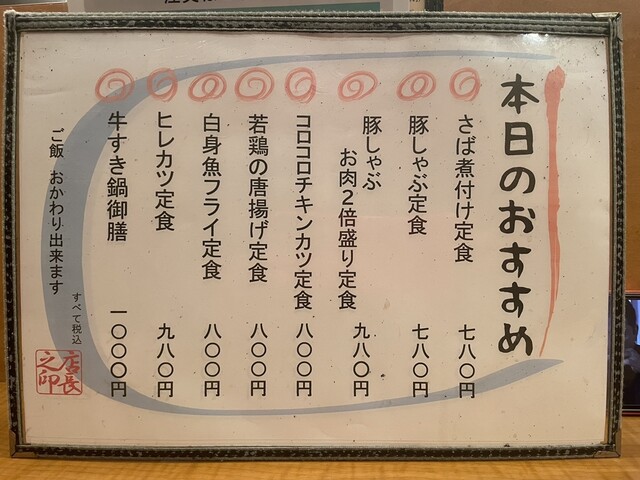 本日のおすすめ
さば煮付け定食 七八〇円
豚しゃぶ定食 七八〇円
豚しゃぶ
お肉2倍盛り定食 九八〇円
コロコロチキンカツ定食 八〇〇円
若鶏の唐揚げ定食 八〇〇円
白身魚フライ定食 八〇〇円
ヒレカツ定食 九八〇円
牛すき鍋御膳 一〇〇〇円
すべて税込
ご飯 おかわり出来ます
店長
之印